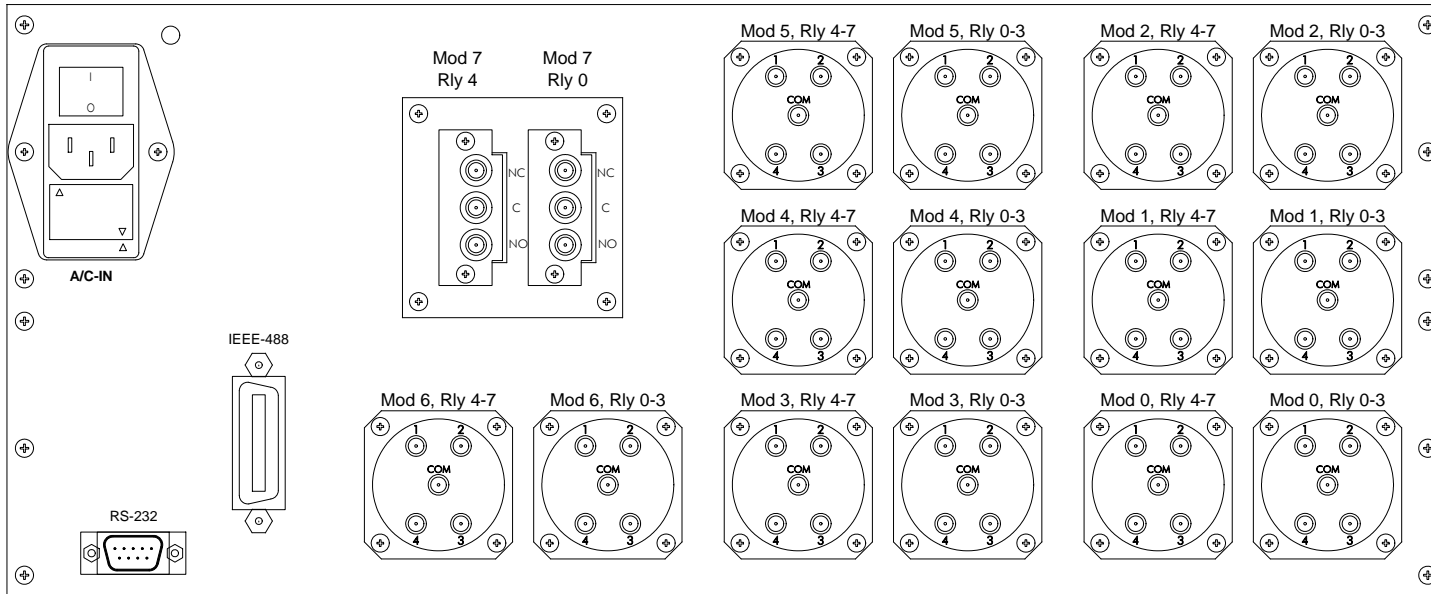 I
O
A/C-IN
Mod 7
Rly 4
Mod 7
Rly 0
NC
C
NO
NC
C
NO
Mod 5, Rly 4-7
1 2
COM
4 3
Mod 5, Rly 0-3
1 2
COM
4 3
Mod 2, Rly 4-7
1 2
COM
4 3
Mod 2, Rly 0-3
1 2
COM
4 3
Mod 4, Rly 4-7
1 2
COM
4 3
Mod 4, Rly 0-3
1 2
COM
4 3
Mod 1, Rly 4-7
1 2
COM
4 3
Mod 1, Rly 0-3
1 2
COM
4 3
IEEE-488
RS-232
Mod 6, Rly 4-7
1 2
COM
4 3
Mod 6, Rly 0-3
1 2
COM
4 3
Mod 3, Rly 4-7
1 2
COM
4 3
Mod 3, Rly 0-3
1 2
COM
4 3
Mod 0, Rly 4-7
1 2
COM
4 3
Mod 0, Rly 0-3
1 2
COM
4 3